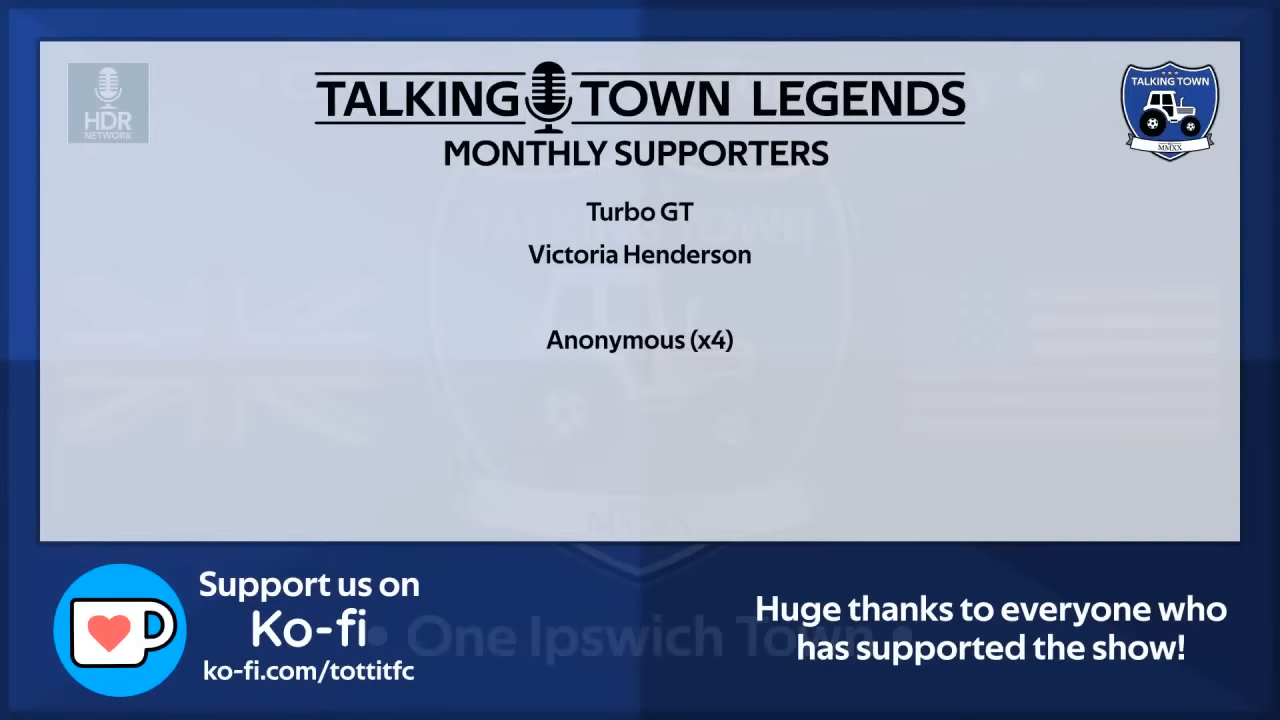 HDR
NETWORK
TALKING TOWN LEGENDS
TALKING TOWN
MMXX
MONTHLY SUPPORTERS
Turbo GT
Victoria Henderson
Anonymous (x4)
Support us on
Ko-fi
ko-fi.com/tottitfc
• One Ipswich Town •
Huge thanks to everyone who
has supported the show!